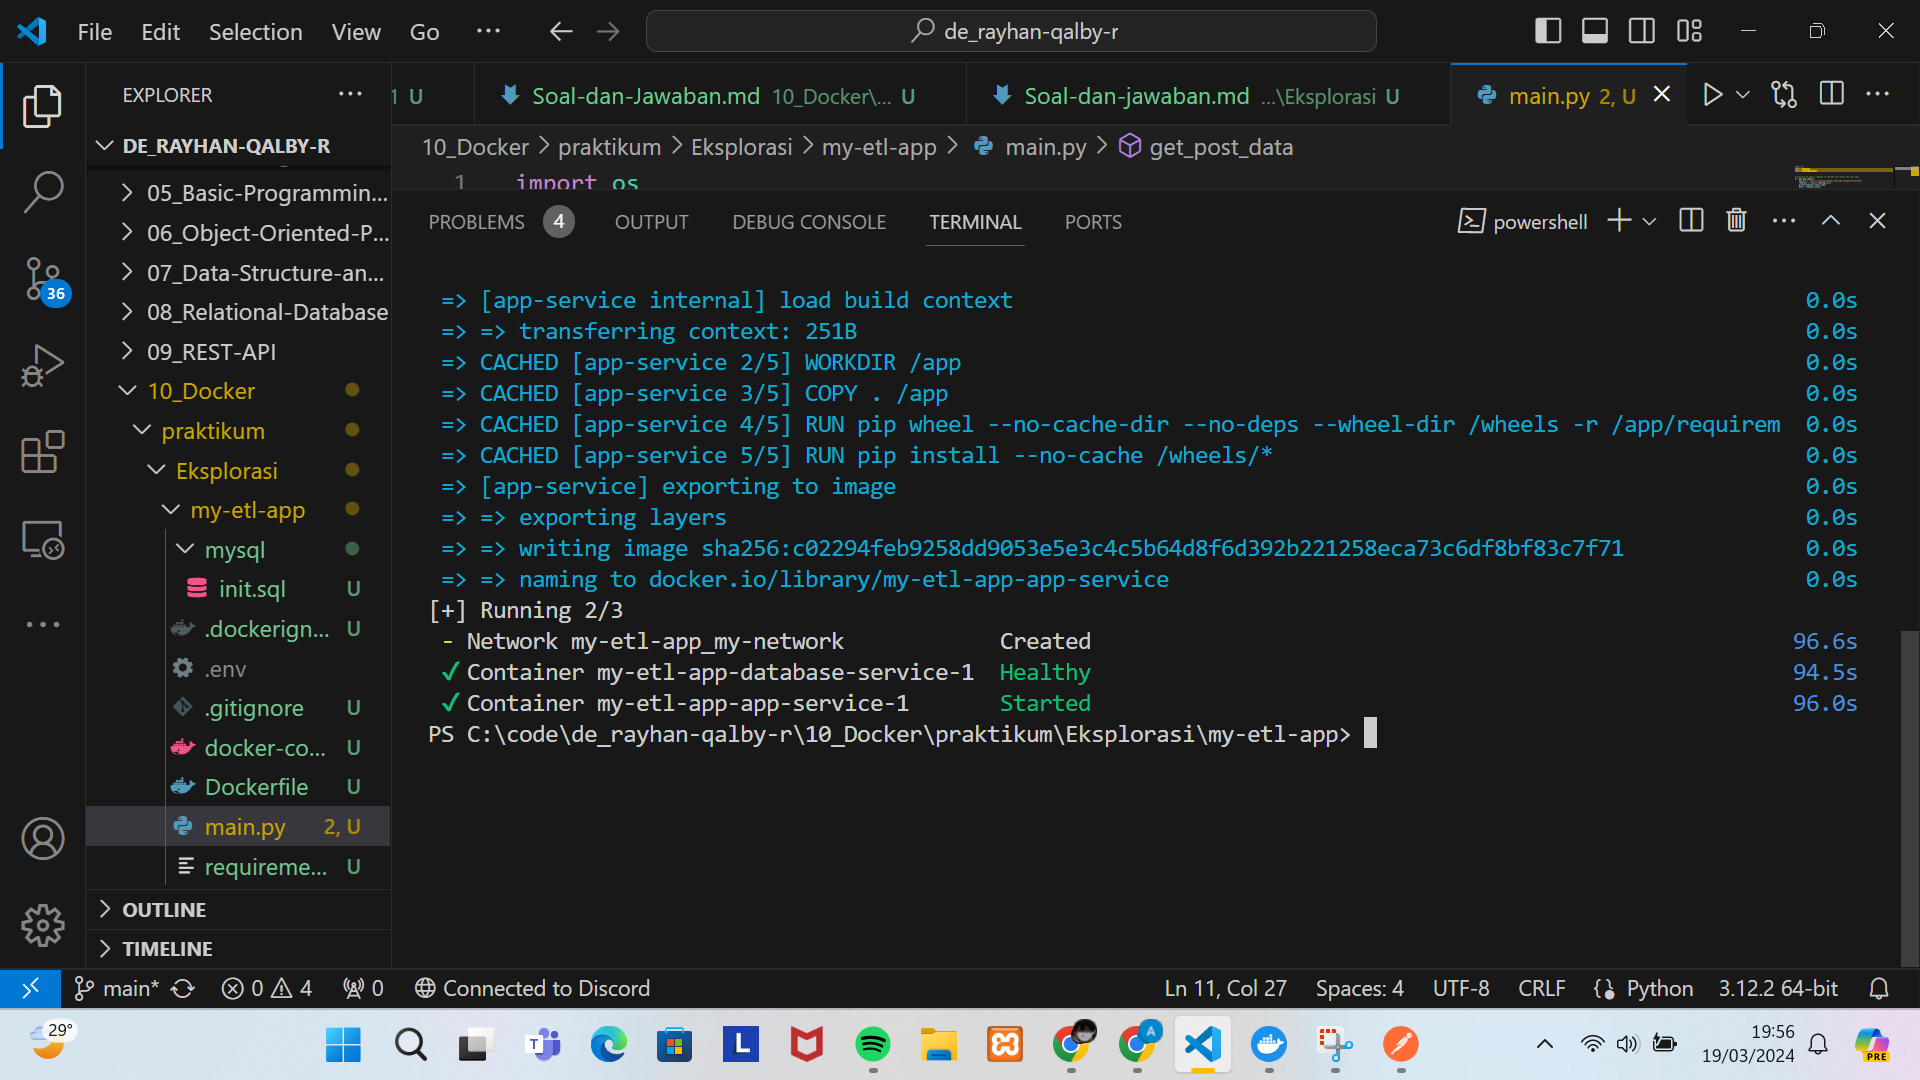 File Edit Selection View Go ··· de_rayhan-qalby-r
EXPLORER ···
1 U Soal-dan-Jawaban.md 10_Docker\... U Soal-dan-jawaban.md ...\Eksplorasi U main.py 2, U
10_Docker > praktikum > Eksplorasi > my-etl-app > main.py > get_post_data
1 import os
DE_RAYHAN-QALBY-R
05_Basic-Programmin...
06_Object-Oriented-P...
07_Data-Structure-an...
08_Relational-Database
09_REST-API
10_Docker
praktikum
Eksplorasi
my-etl-app
mysql
init.sql U
.dockerign... U
.env
.gitignore U
docker-co... U
Dockerfile U
main.py 2, U
requireme... U
OUTLINE
TIMELINE
36
PROBLEMS 4 OUTPUT DEBUG CONSOLE TERMINAL PORTS powershell
=> [app-service internal] load build context 0.0s
=> => transferring context: 251B 0.0s
=> CACHED [app-service 2/5] WORKDIR /app 0.0s
=> CACHED [app-service 3/5] COPY . /app 0.0s
=> CACHED [app-service 4/5] RUN pip wheel --no-cache-dir --no-deps --wheel-dir /wheels -r /app/requirem 0.0s
=> CACHED [app-service 5/5] RUN pip install --no-cache /wheels/* 0.0s
=> [app-service] exporting to image 0.0s
=> => exporting layers 0.0s
=> => writing image sha256:c02294feb9258dd9053e5e3c4c5b64d8f6d392b221258eca73c6df8bf83c7f71 0.0s
=> => naming to docker.io/library/my-etl-app-app-service 0.0s
[+] Running 2/3
- Network my-etl-app_my-network Created 96.6s
✓ Container my-etl-app-database-service-1 Healthy 94.5s
✓ Container my-etl-app-app-service-1 Started 96.0s
PS C:\code\de_rayhan-qalby-r\10_Docker\praktikum\Eksplorasi\my-etl-app>
main* 0 4 0 Connected to Discord Ln 11, Col 27 Spaces: 4 UTF-8 CRLF Python 3.12.2 64-bit
29° T L A 19:56 PRE
19/03/2024